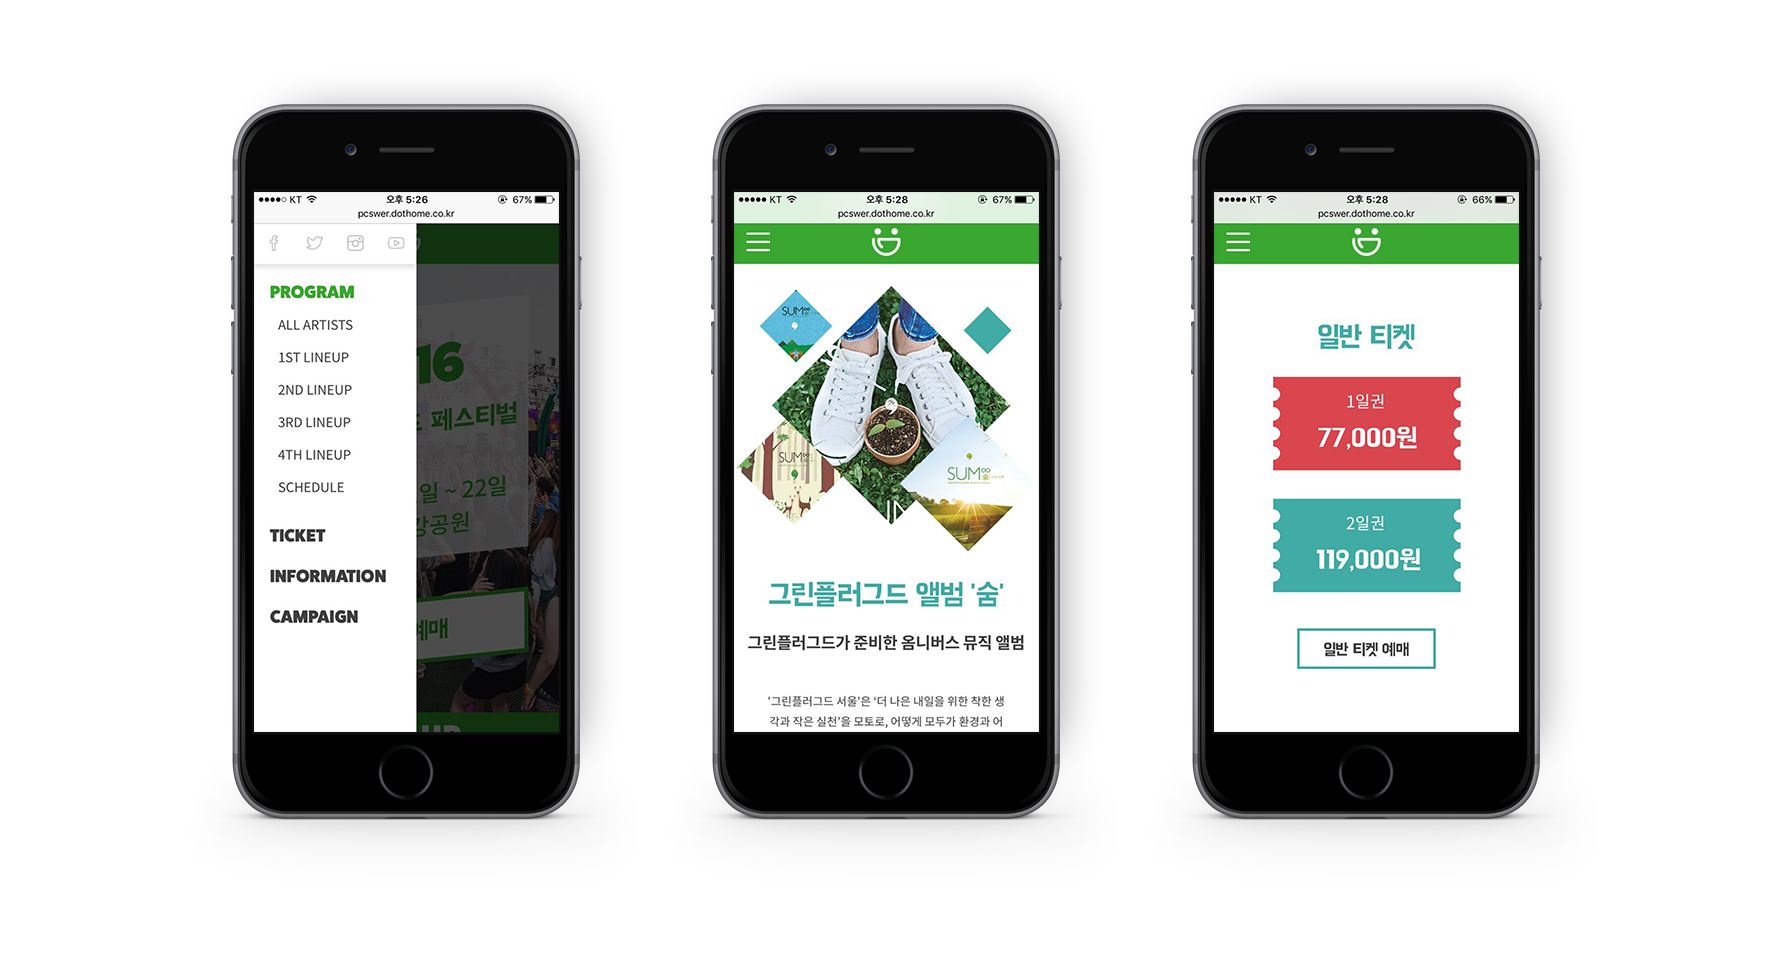 KT
오후 5:26
67%
pcswer.dothome.co.kr
PROGRAM
ALL ARTISTS
1ST LINEUP
2ND LINEUP
3RD LINEUP
4TH LINEUP
SCHEDULE
TICKET
INFORMATION
CAMPAIGN
16
페스티벌
일 ~ 22일
강공원
예매
UP
KT
오후 5:28
67%
pcswer.dothome.co.kr
SUM∞
숨
SUM∞
숨
SUM∞
숨
그린플러그드 앨범 '숨'
그린플러그드가 준비한 옴니버스 뮤직 앨범
'그린플러그드 서울'은 '더 나은 내일을 위한 착한 생
각과 작은 실천'을 모토로, 어떻게 모두가 환경과 어
KT
오후 5:28
66%
pcswer.dothome.co.kr
일반 티켓
1일권
77,000원
2일권
119,000원
일반 티켓 예매